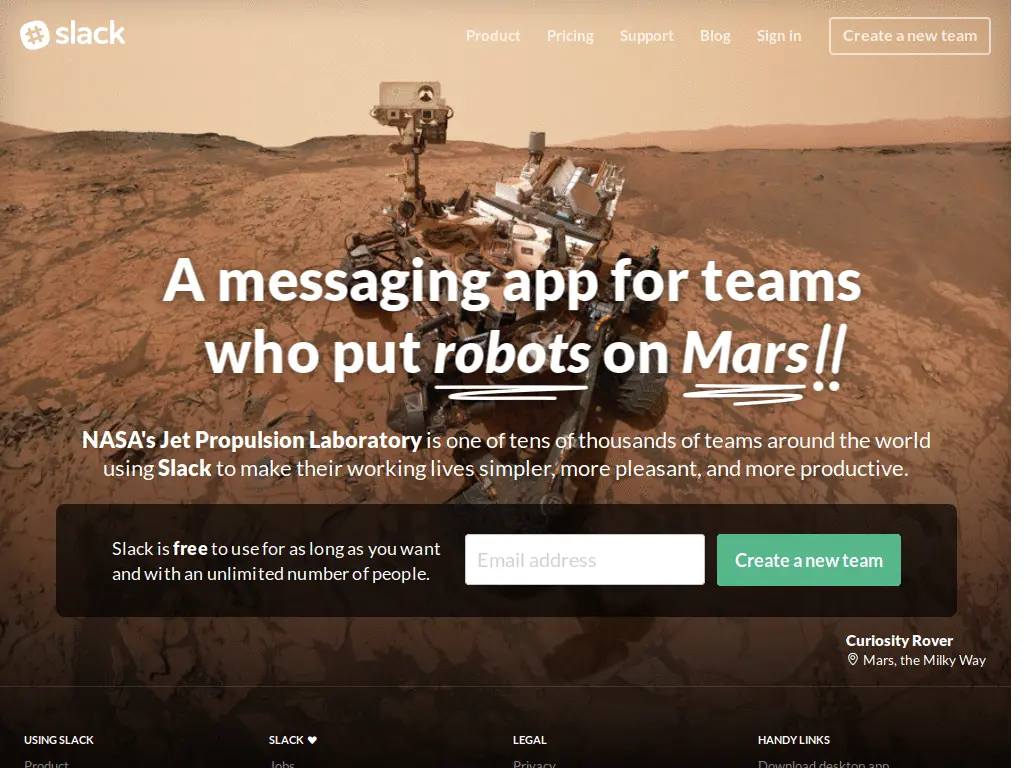 slack
Product Pricing Support Blog Sign in Create a new team
A messaging app for teams
who put robots on Mars!!
NASA's Jet Propulsion Laboratory is one of tens of thousands of teams around the world
using Slack to make their working lives simpler, more pleasant, and more productive.
Slack is free to use for as long as you want
and with an unlimited number of people.
Email address
Create a new team
Curiosity Rover
Mars, the Milky Way
USING SLACK SLACK ♥ LEGAL HANDY LINKS
Product Jobs Privacy Download desktop app